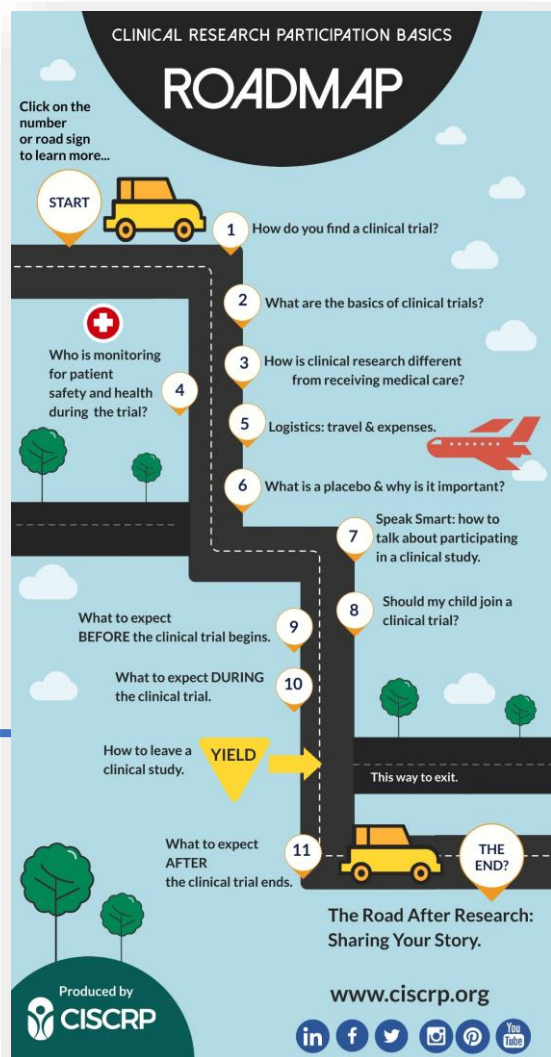 CLINICAL RESEARCH PARTICIPATION BASICS
ROADMAP
Click on the
number
or road sign
to learn more...
START
1
How do you find a clinical trial?
2
What are the basics of clinical trials?
3
How is clinical research different
from receiving medical care?
Who is monitoring
for patient
safety and health
during the trial?
4
5
Logistics: travel & expenses.
6
What is a placebo & why is it important?
7
Speak Smart: how to
talk about participating
in a clinical study.
8
Should my child join a
clinical trial?
What to expect
BEFORE the clinical trial begins.
9
What to expect DURING
the clinical trial.
10
How to leave a
clinical study.
YIELD
This way to exit.
What to expect
AFTER
the clinical trial ends.
11
THE
END?
The Road After Research:
Sharing Your Story.
Produced by
CISCRP
www.ciscrp.org
in
f
You
Tube